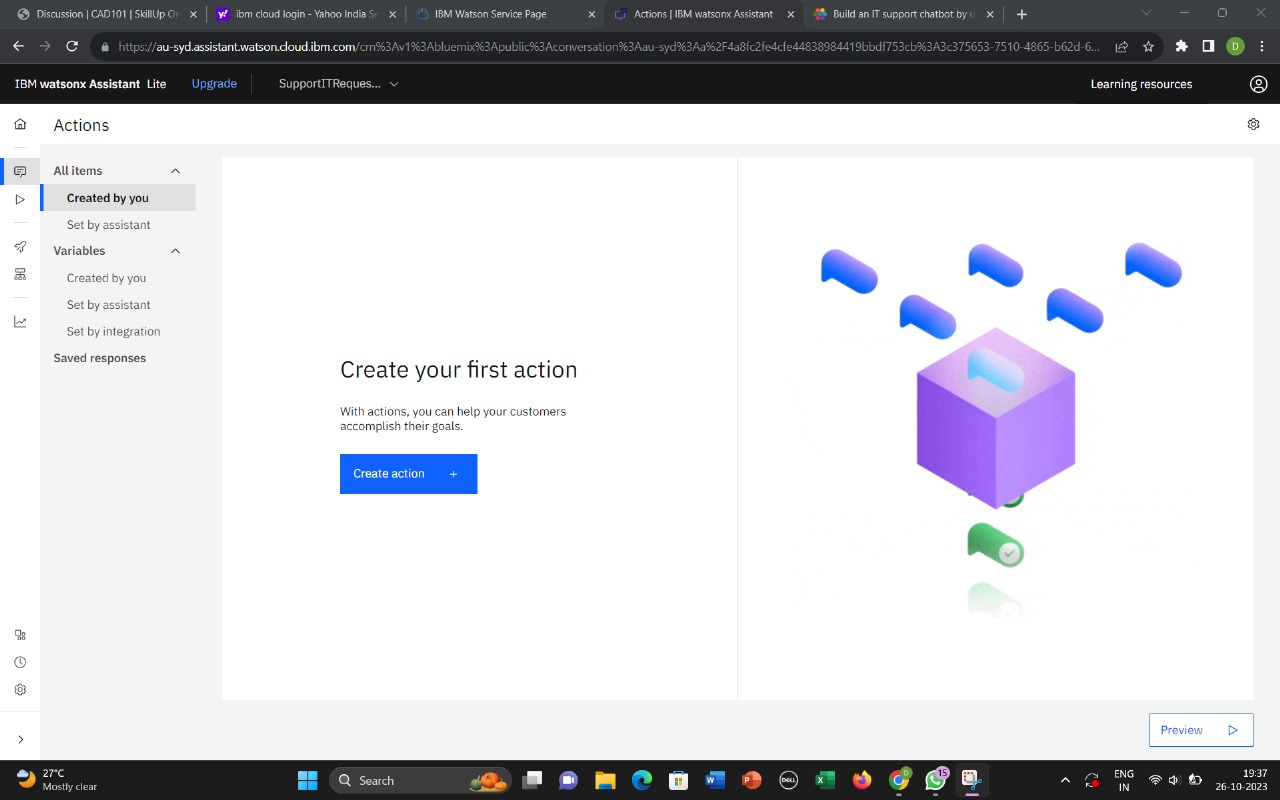 Discussion | CAD101 | SkillUp On
ibm cloud login - Yahoo India Se
IBM Watson Service Page
Actions | IBM watsonx Assistant
Build an IT support chatbot by u
https://au-syd.assistant.watson.cloud.ibm.com/crn%3Av1%3Abluemix%3Apublic%3Aconversation%3Aau-syd%3Aa%2F4a8fc2fe4cfe44838984419bbdf753cb%3A3c375653-7510-4865-b62d-6...
D
IBM watsonx Assistant Lite
Upgrade
SupportITReques...
Learning resources
Actions
All items
Created by you
Set by assistant
Variables
Created by you
Set by assistant
Set by integration
Saved responses
Create your first action
With actions, you can help your customers
accomplish their goals.
Create action +
Preview
27°C
Mostly clear
Search
DELL
D
15
ENG
IN
19:37
26-10-2023